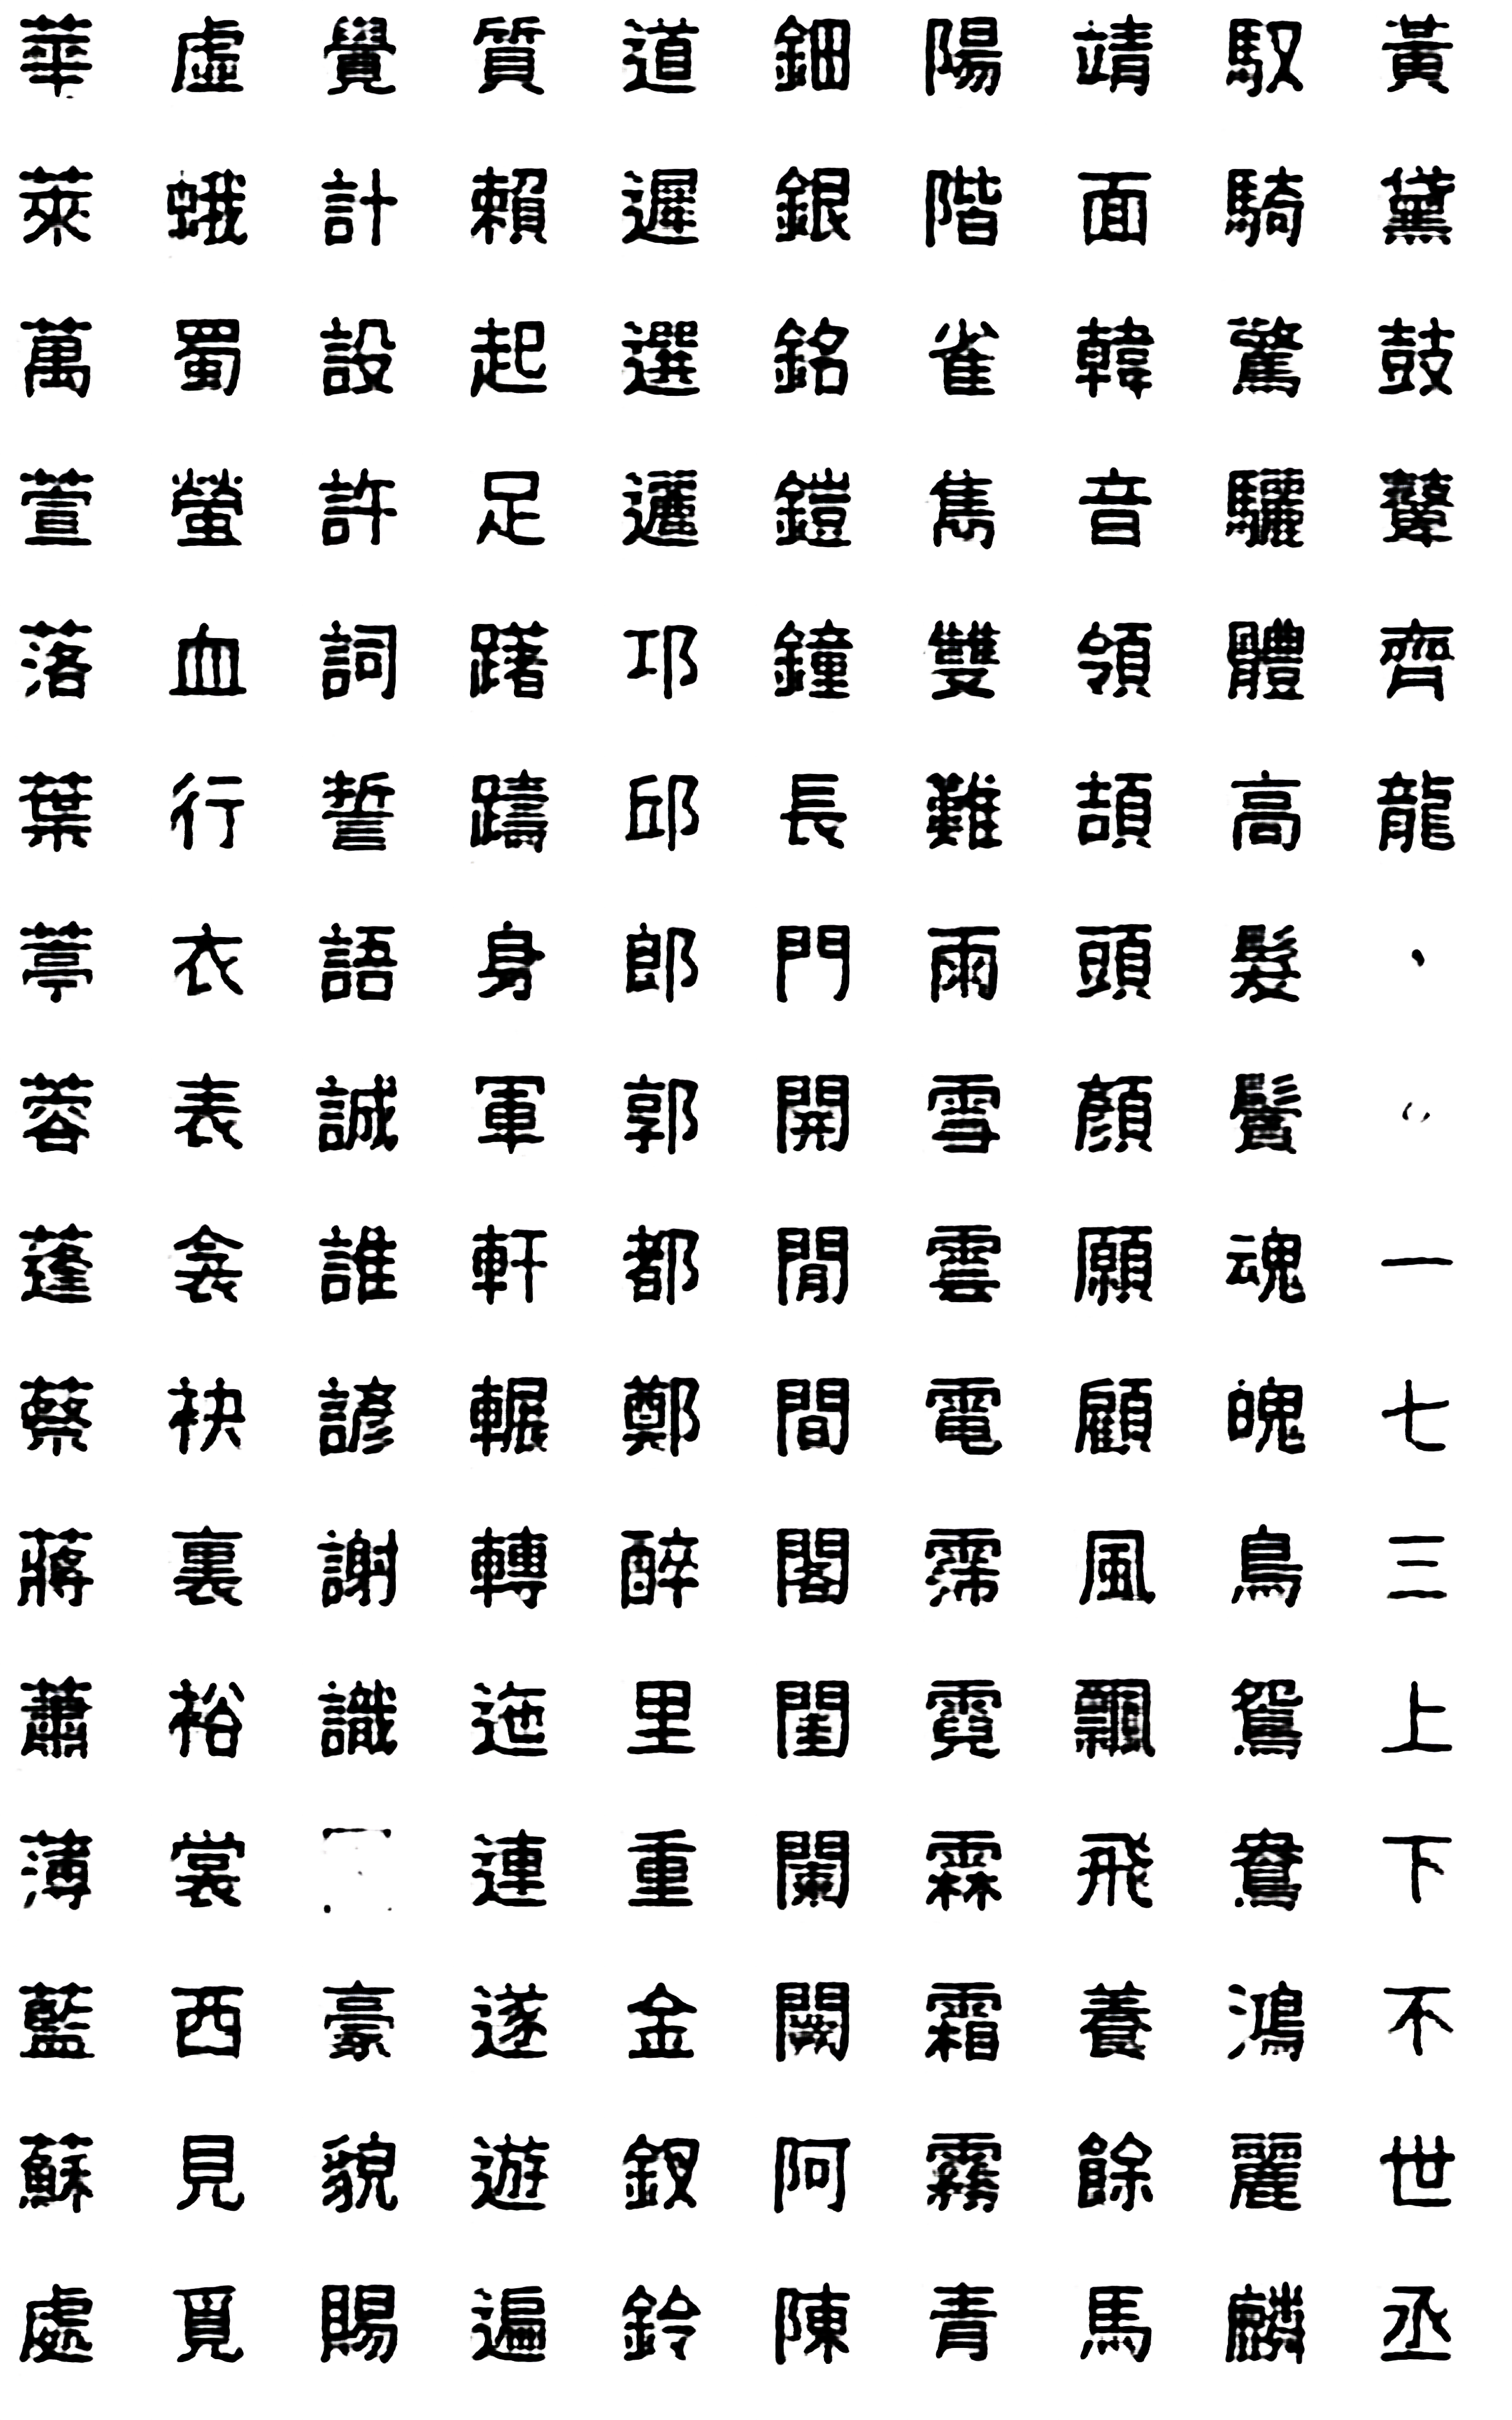 華虛覺質道鈿陽靖馭黃
萊蛾計賴遲銀階面騎黛
萬蜀設起選銘雀韓驚鼓
萱螢許足邐鎧雋音驪鼙
落血詞躇邛鐘雙領體齊
葉行誓躊邱長難頡高龍
葶衣語身郎門雨頭髮、
蓉表誠軍郭開雪顏鬢
蓬衾誰軒都閒雲願魂一
蔡袂諺輾鄭間電顧魄七
蔣裏謝轉醉閣霈風鳥三
蕭裕識迤里閨霓飄鴛上
薄裳連重闌霖飛鴦下
藍西豪遂金闕霜養鴻不
蘇見貌遊釵阿霧餘麗世
處覓賜遍鈴陳青馬麟丞